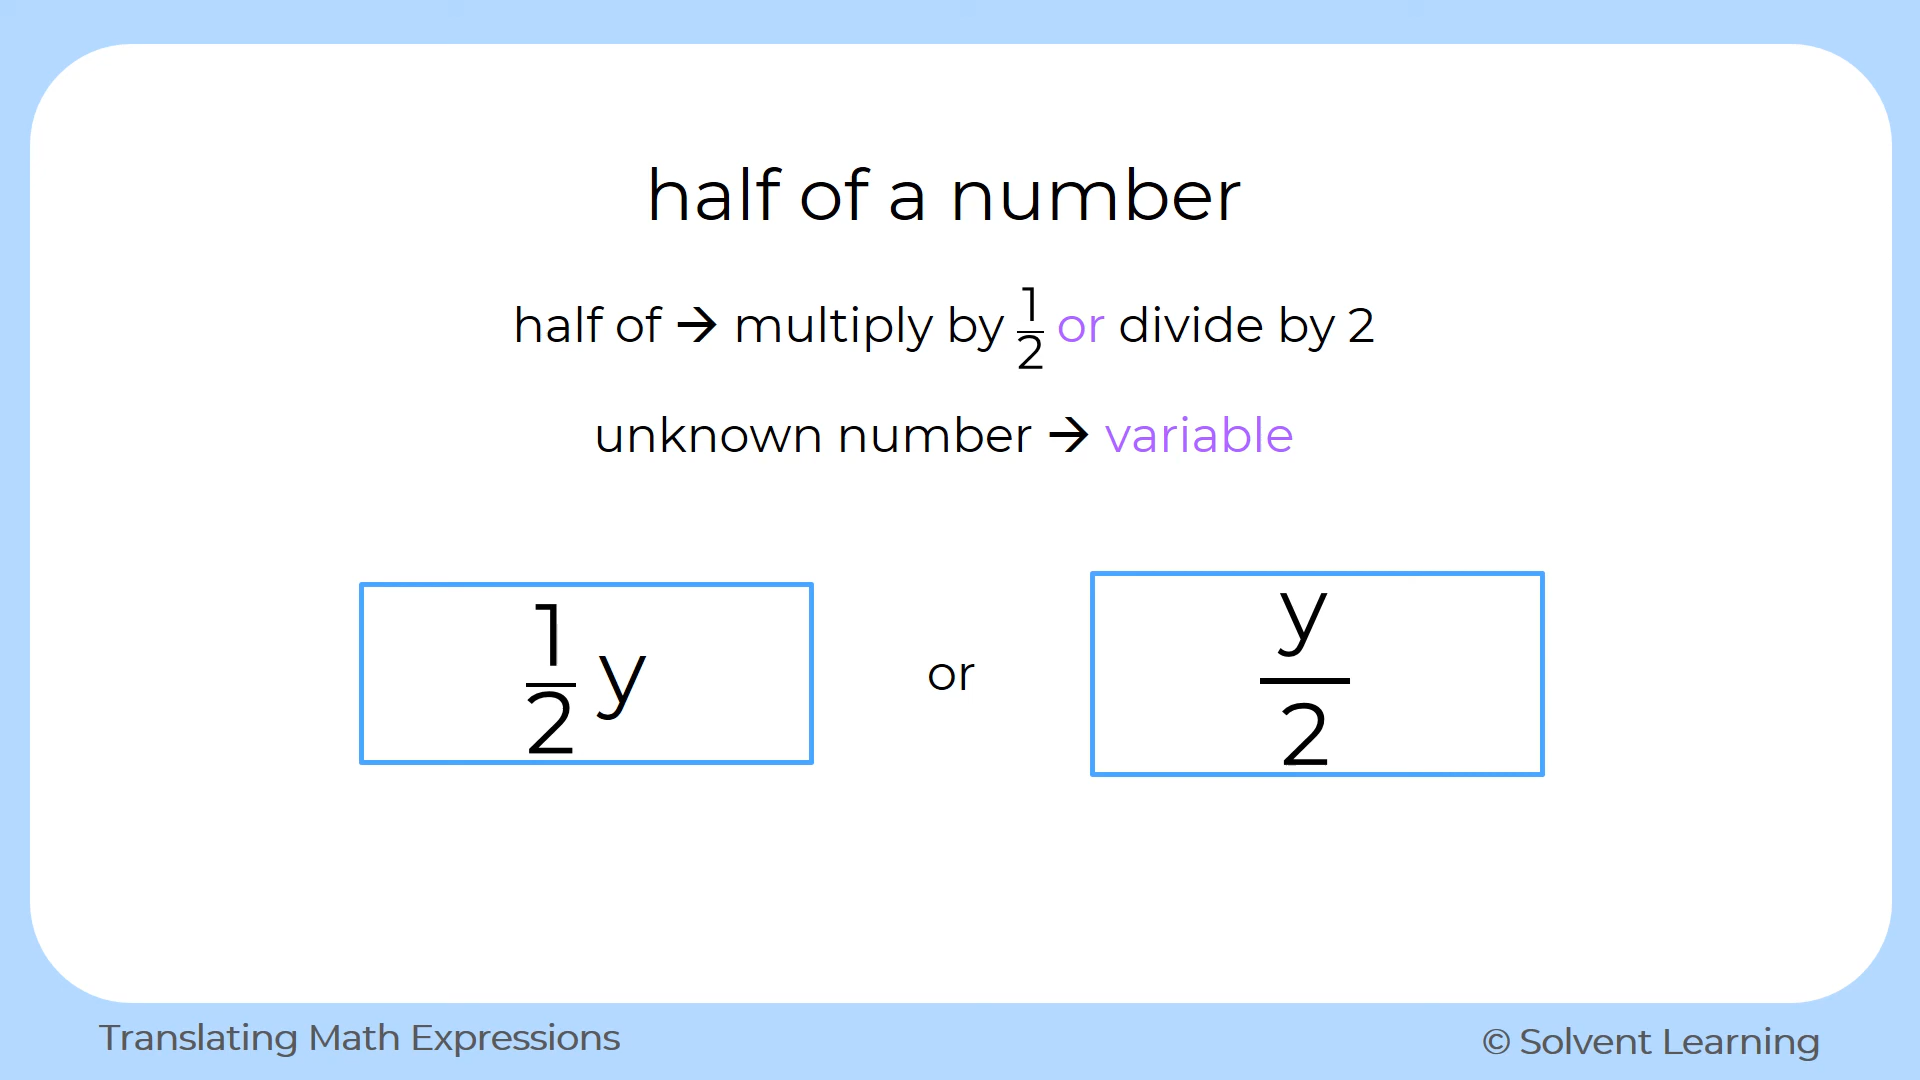 half of a number
half of → multiply by 1/2 or divide by 2
unknown number → variable
1/2 y or y/2
Translating Math Expressions
© Solvent Learning